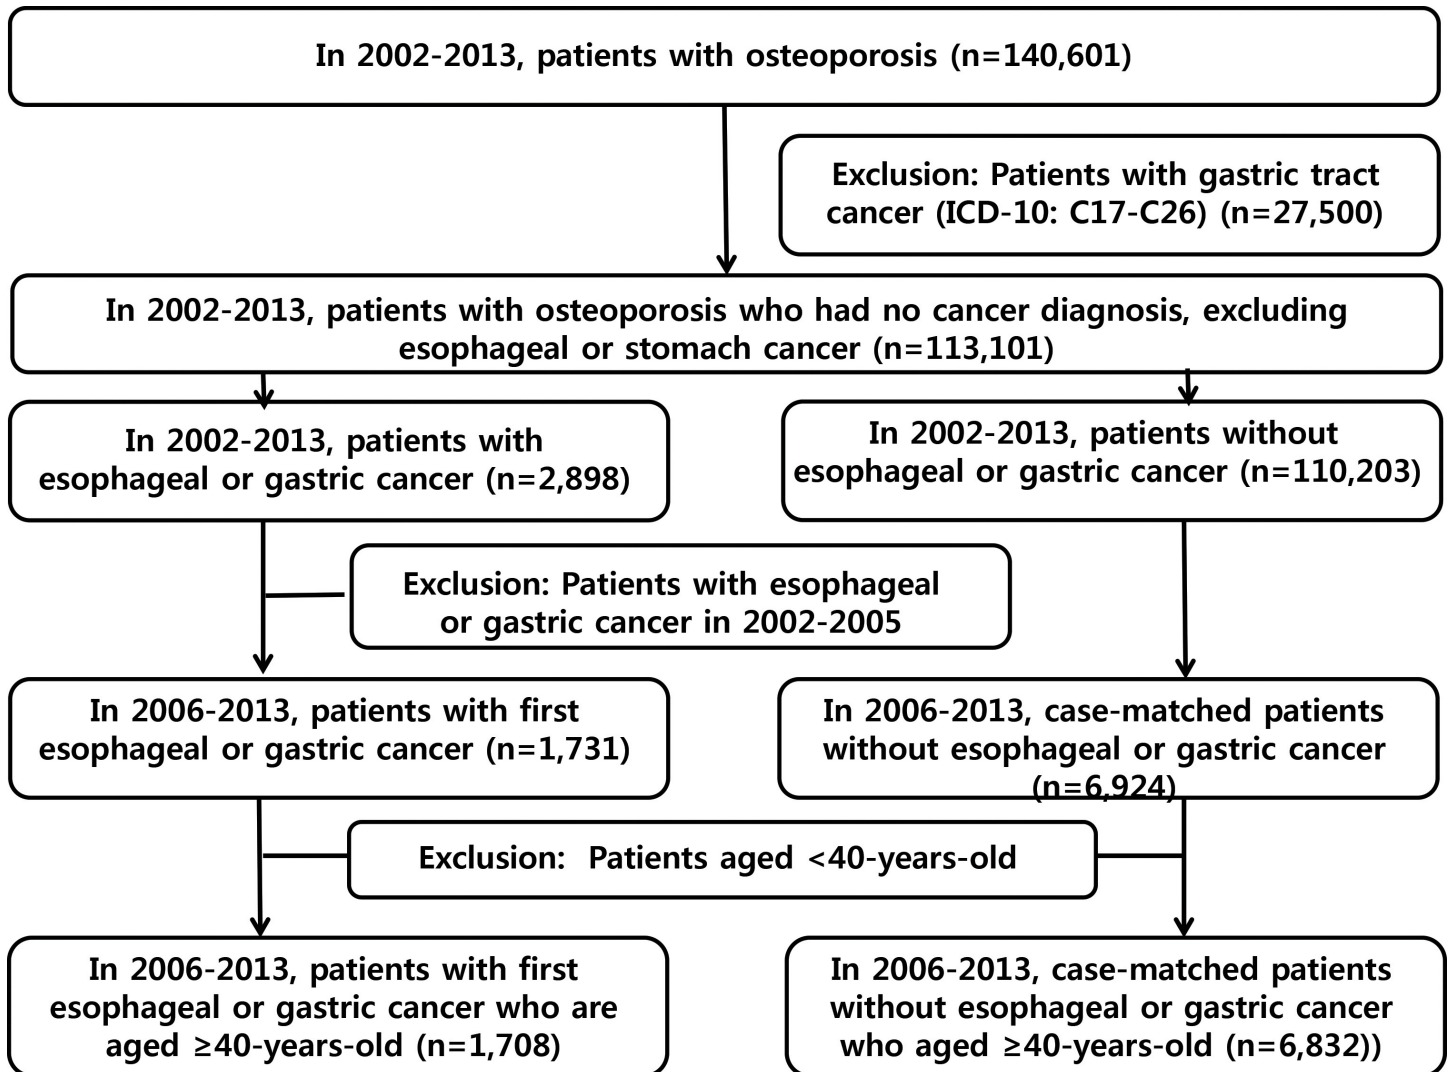 In 2002-2013, patients with osteoporosis (n=140,601)
Exclusion: Patients with gastric tract
cancer (ICD-10: C17-C26) (n=27,500)
In 2002-2013, patients with osteoporosis who had no cancer diagnosis, excluding
esophageal or stomach cancer (n=113,101)
In 2002-2013, patients with
esophageal or gastric cancer (n=2,898)
In 2002-2013, patients without
esophageal or gastric cancer (n=110,203)
Exclusion: Patients with esophageal
or gastric cancer in 2002-2005
In 2006-2013, patients with first
esophageal or gastric cancer (n=1,731)
In 2006-2013, case-matched patients
without esophageal or gastric cancer
(n=6,924)
Exclusion:  Patients aged <40-years-old
In 2006-2013, patients with first
esophageal or gastric cancer who are
aged ≥40-years-old (n=1,708)
In 2006-2013, case-matched patients
without esophageal or gastric cancer
who aged ≥40-years-old (n=6,832))